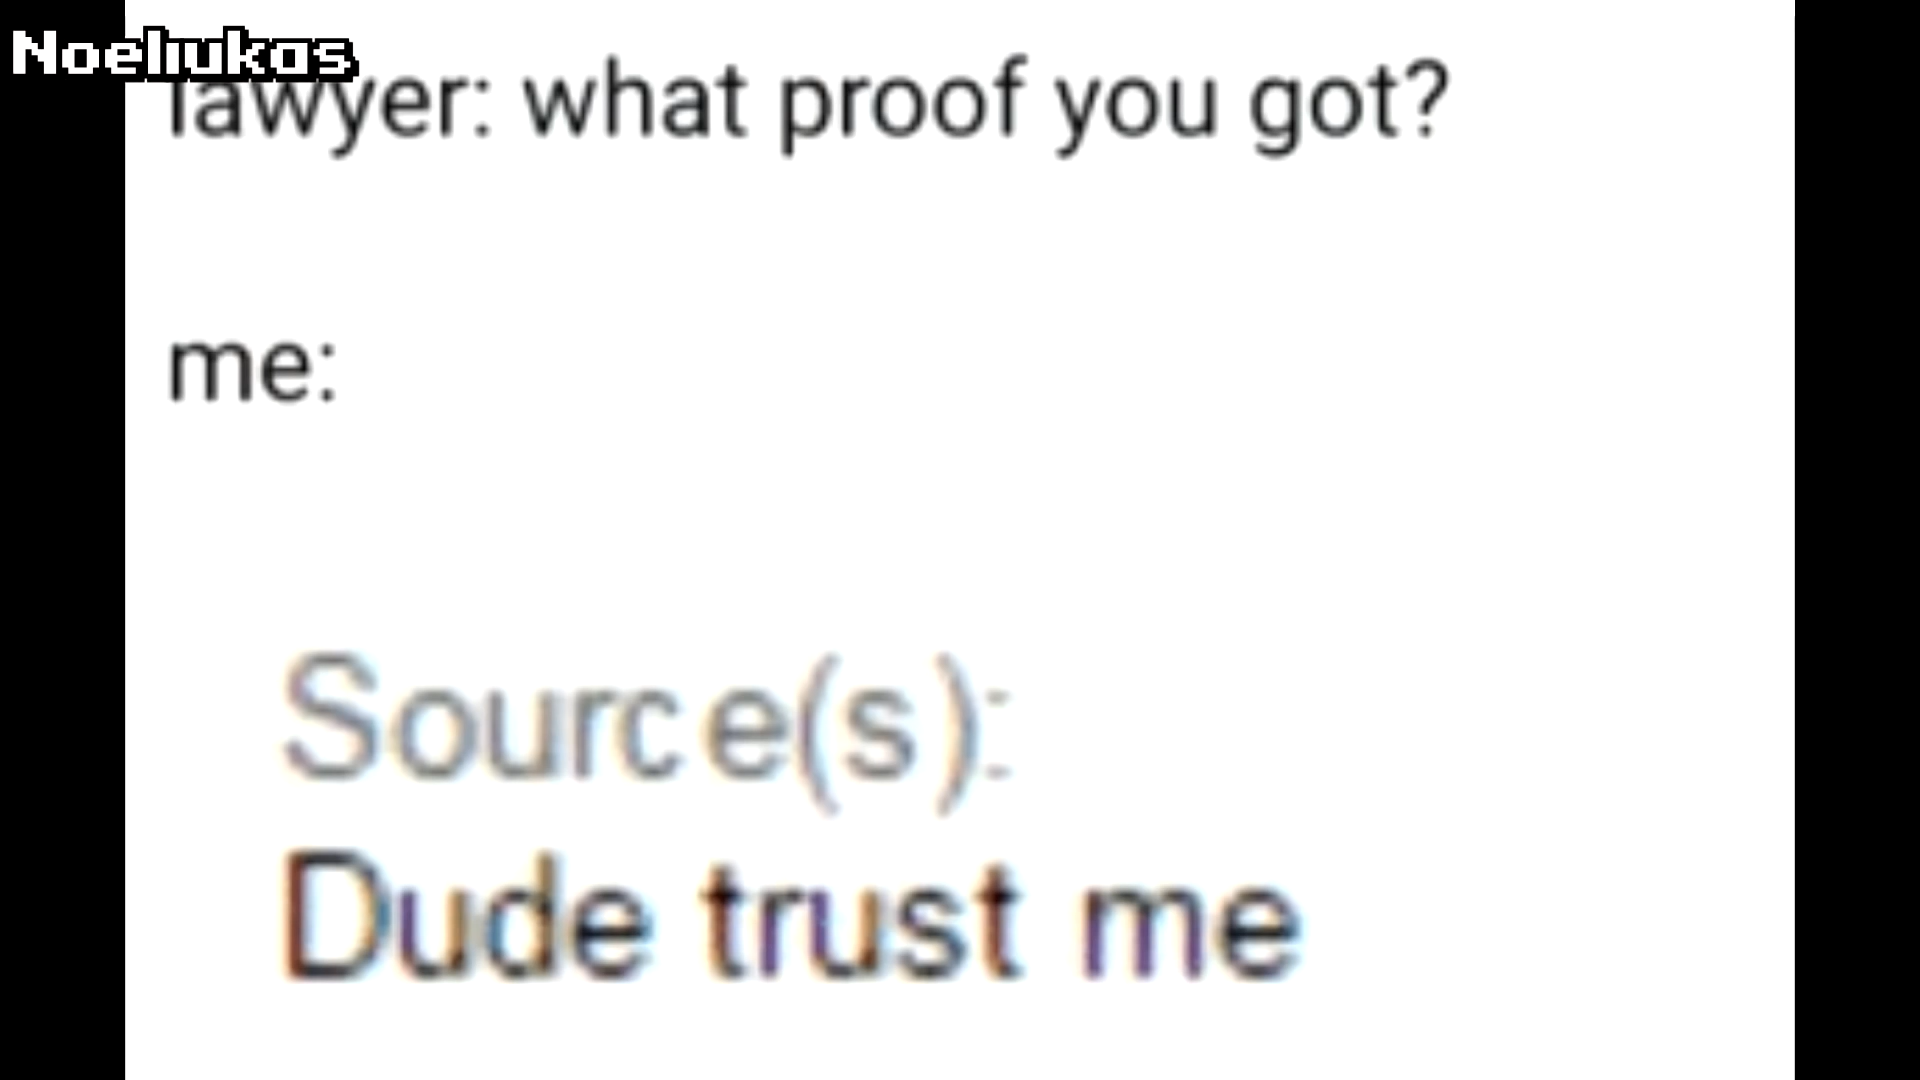 Noeliukas
lawyer: what proof you got?
me:
Source(s):
Dude trust me